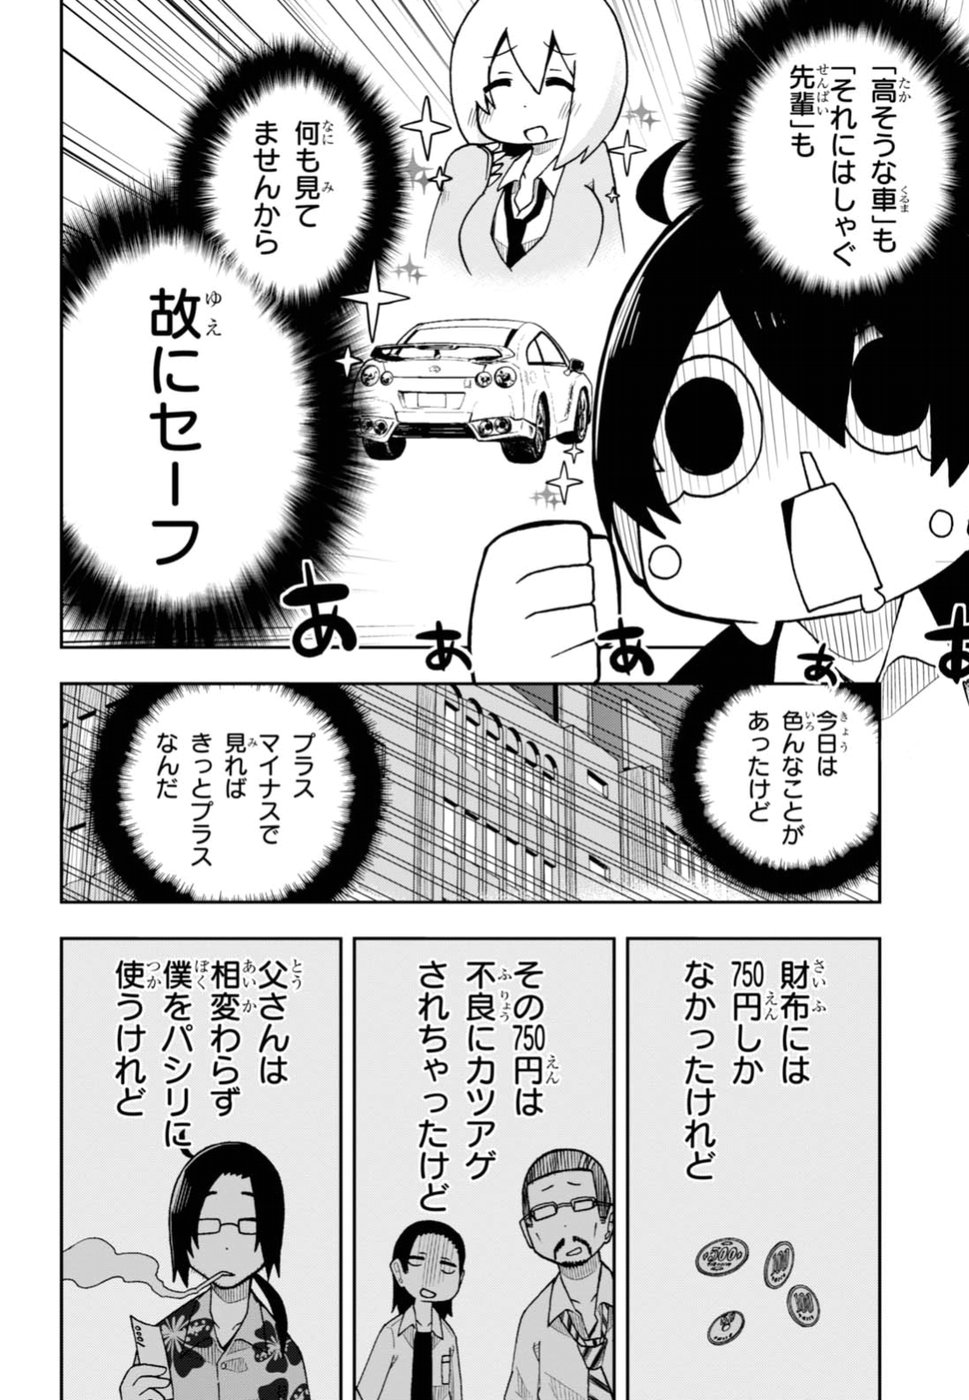 「高そうな車」も
「それにはしゃぐ
先輩」も
何も見て
ませんから
故にセーフ
あ
ぁ
ぁ
ぁ
あ
今日は
色んなことが
あったけど
プラス
マイナスで
見れば
きっとプラス
なんだ
財布には
750円しか
なかったけれど
500
100
100
その750円は
不良にカツアゲ
されちゃったけど
父さんは
相変わらず
僕をパシリに
使うけれど